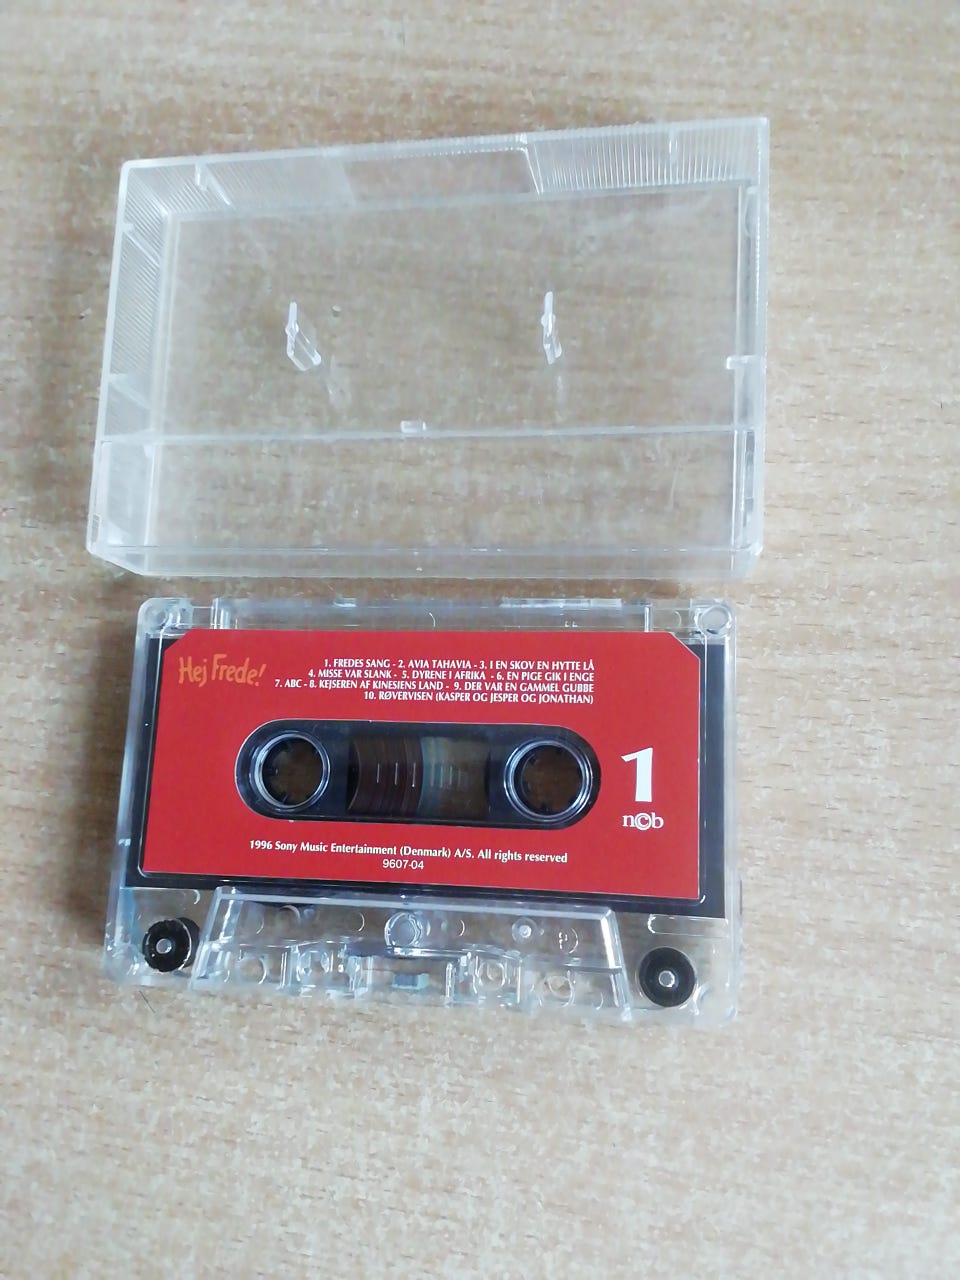 Hej Frede!
1. FREDES SANG - 2. AVIA TAHAVIA - 3. I EN SKOV EN HYTTE LÅ
4. MISSE VAR SLANK - 5. DYRENE I AFRIKA - 6. EN PIGE GIK I ENGE
7. ABC - 8. KEJSEREN AF KINESIENS LAND - 9. DER VAR EN GAMMEL GUBBE
10. RØVERVISEN (KASPER OG JESPER OG JONATHAN)
1
n©b
1996 Sony Music Entertainment (Denmark) A/S. All rights reserved
9607-04